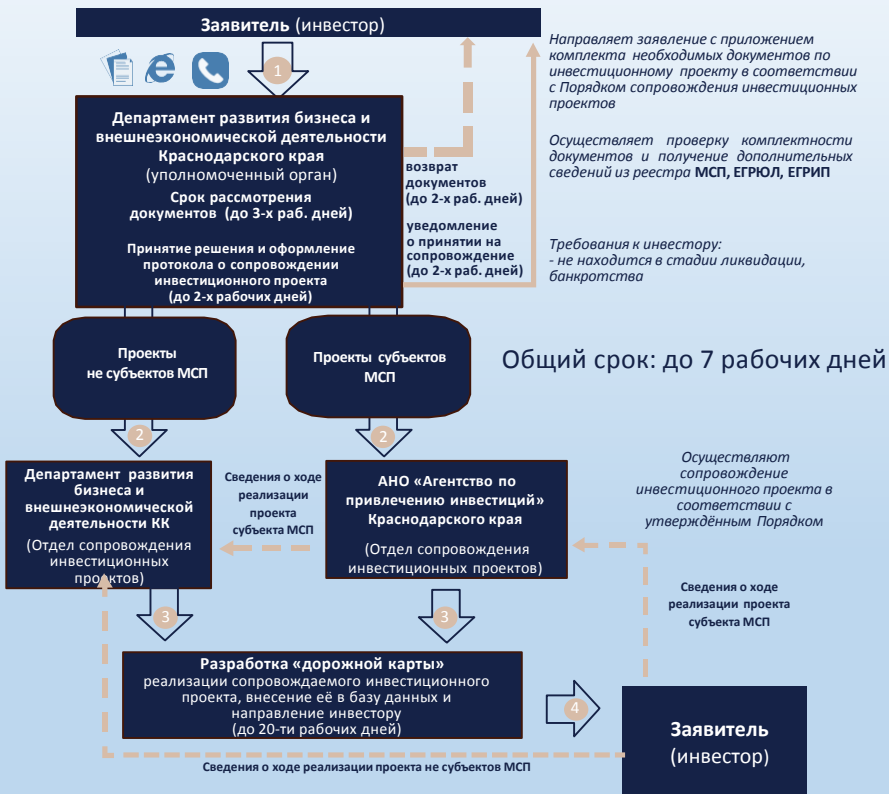 Заявитель (инвестор)
1
Направляет заявление с приложением
комплекта необходимых документов по
инвестиционному проекту в соответствии
с Порядком сопровождения инвестиционных
проектов
Департамент развития бизнеса и
внешнеэкономической деятельности
Краснодарского края
(уполномоченный орган)
Срок рассмотрения
документов (до 3-х раб. дней)
Принятие решения и оформление
протокола о сопровождении
инвестиционного проекта
(до 2-х рабочих дней)
возврат
документов
(до 2-х раб. дней)
уведомление
о принятии на
сопровождение
(до 2-х раб. дней)
Осуществляет проверку комплектности
документов и получение дополнительных
сведений из реестра МСП, ЕГРЮЛ, ЕГРИП
Требования к инвестору:
- не находится в стадии ликвидации,
банкротства
Проекты
не субъектов МСП
Проекты субъектов
МСП
Общий срок: до 7 рабочих дней
2
2
Департамент развития
бизнеса и
внешнеэкономической
деятельности КК
(Отдел сопровождения
инвестиционных
проектов)
Сведения о ходе
реализации
проекта
субъекта МСП
АНО «Агентство по
привлечению инвестиций»
Краснодарского края
(Отдел сопровождения
инвестиционных проектов)
Осуществляют
сопровождение
инвестиционного проекта в
соответствии с
утверждённым Порядком
Сведения о ходе
реализации проекта
субъекта МСП
3
3
Разработка «дорожной карты»
реализации сопровождаемого инвестиционного
проекта, внесение её в базу данных и
направление инвестору
(до 20-ти рабочих дней)
4
Заявитель
(инвестор)
Сведения о ходе реализации проекта не субъектов МСП